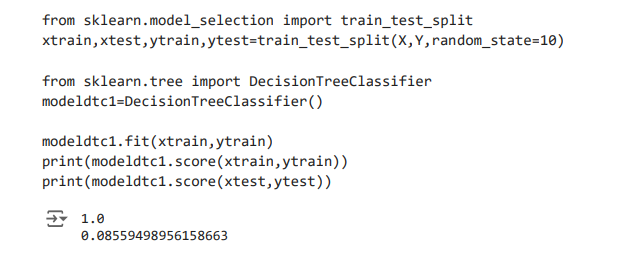 from sklearn.model_selection import train_test_split
xtrain,xtest,ytrain,ytest=train_test_split(X,Y,random_state=10)
from sklearn.tree import DecisionTreeClassifier
modeldtc1=DecisionTreeClassifier()
modeldtc1.fit(xtrain,ytrain)
print(modeldtc1.score(xtrain,ytrain))
print(modeldtc1.score(xtest,ytest))
1.0
0.08559498956158663